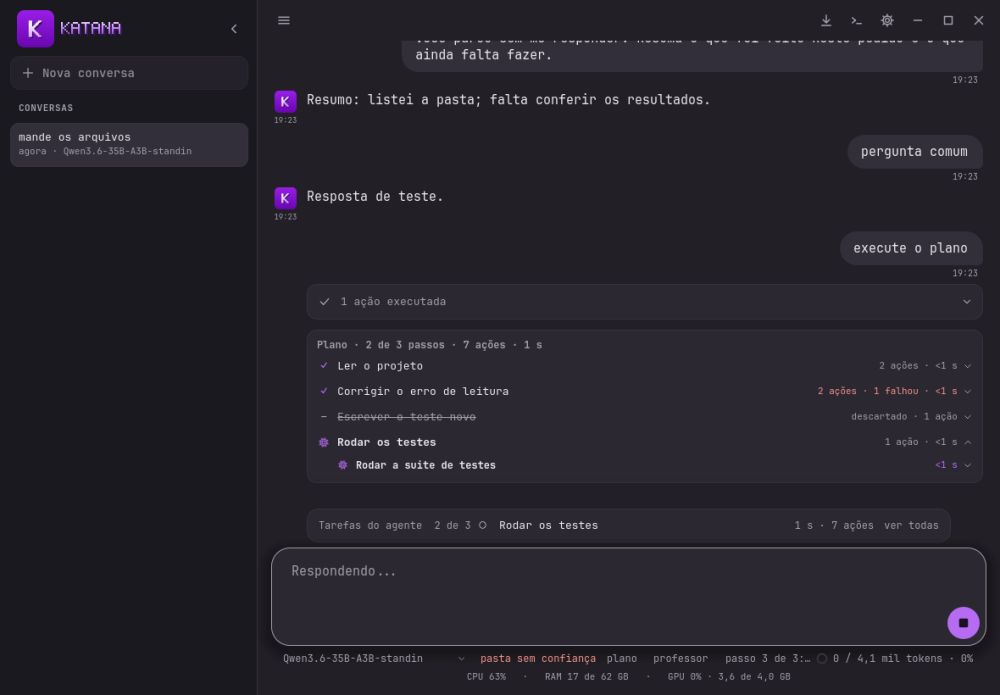 K KATANA
Nova conversa
CONVERSAS
mande os arquivos
agora · Qwen3.6-35B-A3B-standin
ainda falta fazer.
19:23
K Resumo: listei a pasta; falta conferir os resultados.
19:23
pergunta comum
19:23
K Resposta de teste.
19:23
execute o plano
19:23
1 ação executada
Plano · 2 de 3 passos · 7 ações · 1 s
Ler o projeto 2 ações · <1 s
Corrigir o erro de leitura 2 ações · 1 falhou · <1 s
Escrever o teste novo descartado · 1 ação
Rodar os testes 1 ação · <1 s
Rodar a suite de testes <1 s
Tarefas do agente 2 de 3 Rodar os testes 1 s · 7 ações ver todas
Respondendo...
Qwen3.6-35B-A3B-standin pasta sem confiança plano professor passo 3 de 3:… 0 / 4,1 mil tokens · 0%
CPU 63% · RAM 17 de 62 GB · GPU 0% · 3,6 de 4,0 GB